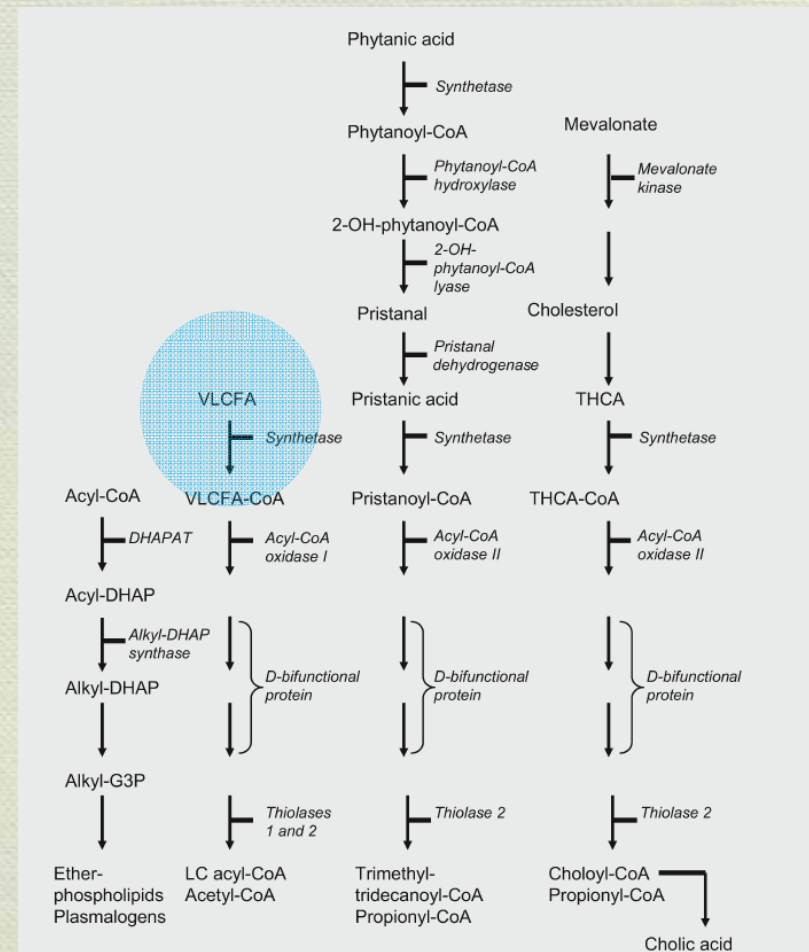 Phytanic acid
Synthetase
Phytanoyl-CoA
Mevalonate
Phytanoyl-CoA
hydroxylase
Mevalonate
kinase
2-OH-phytanoyl-CoA
2-OH-
phytanoyl-CoA
lyase
Pristanal
Cholesterol
Pristanal
dehydrogenase
VLCFA
Pristanic acid
THCA
Synthetase
Synthetase
Synthetase
Acyl-CoA
VLCFA-CoA
Pristanoyl-CoA
THCA-CoA
DHAPAT
Acyl-CoA
oxidase I
Acyl-CoA
oxidase II
Acyl-CoA
oxidase II
Acyl-DHAP
Alkyl-DHAP
synthase
Alkyl-DHAP
D-bifunctional
protein
D-bifunctional
protein
D-bifunctional
protein
Alkyl-G3P
Thiolases
1 and 2
Thiolase 2
Thiolase 2
Ether-
phospholipids
Plasmalogens
LC acyl-CoA
Acetyl-CoA
Trimethyl-
tridecanoyl-CoA
Propionyl-CoA
Choloyl-CoA
Propionyl-CoA
Cholic acid